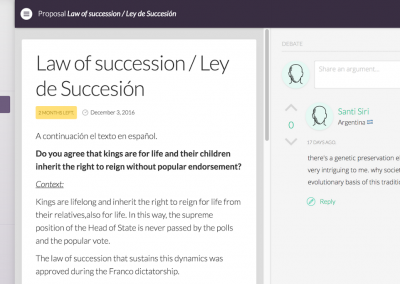 Proposal Law of succession / Ley de Succesión
Law of succession / Ley
de Succesión
2 MONTHS LEFT
December 3, 2016
A continuación el texto en español.
Do you agree that kings are for life and their children
inherit the right to reign without popular endorsement?
Context:
Kings are lifelong and inherit the right to reign for life from
their relatives,also for life. In this way, the supreme
position of the Head of State is never passed by the polls
and the popular vote.
The law of succession that sustains this dynamics was
approved during the Franco dictatorship.
DEBATE
Share an argument...
0
Santi Siri
Argentina
17 DAYS AGO
there's a genetic preservation e
very intriguing to me. why socie
evolutionary basis of this traditio
Reply